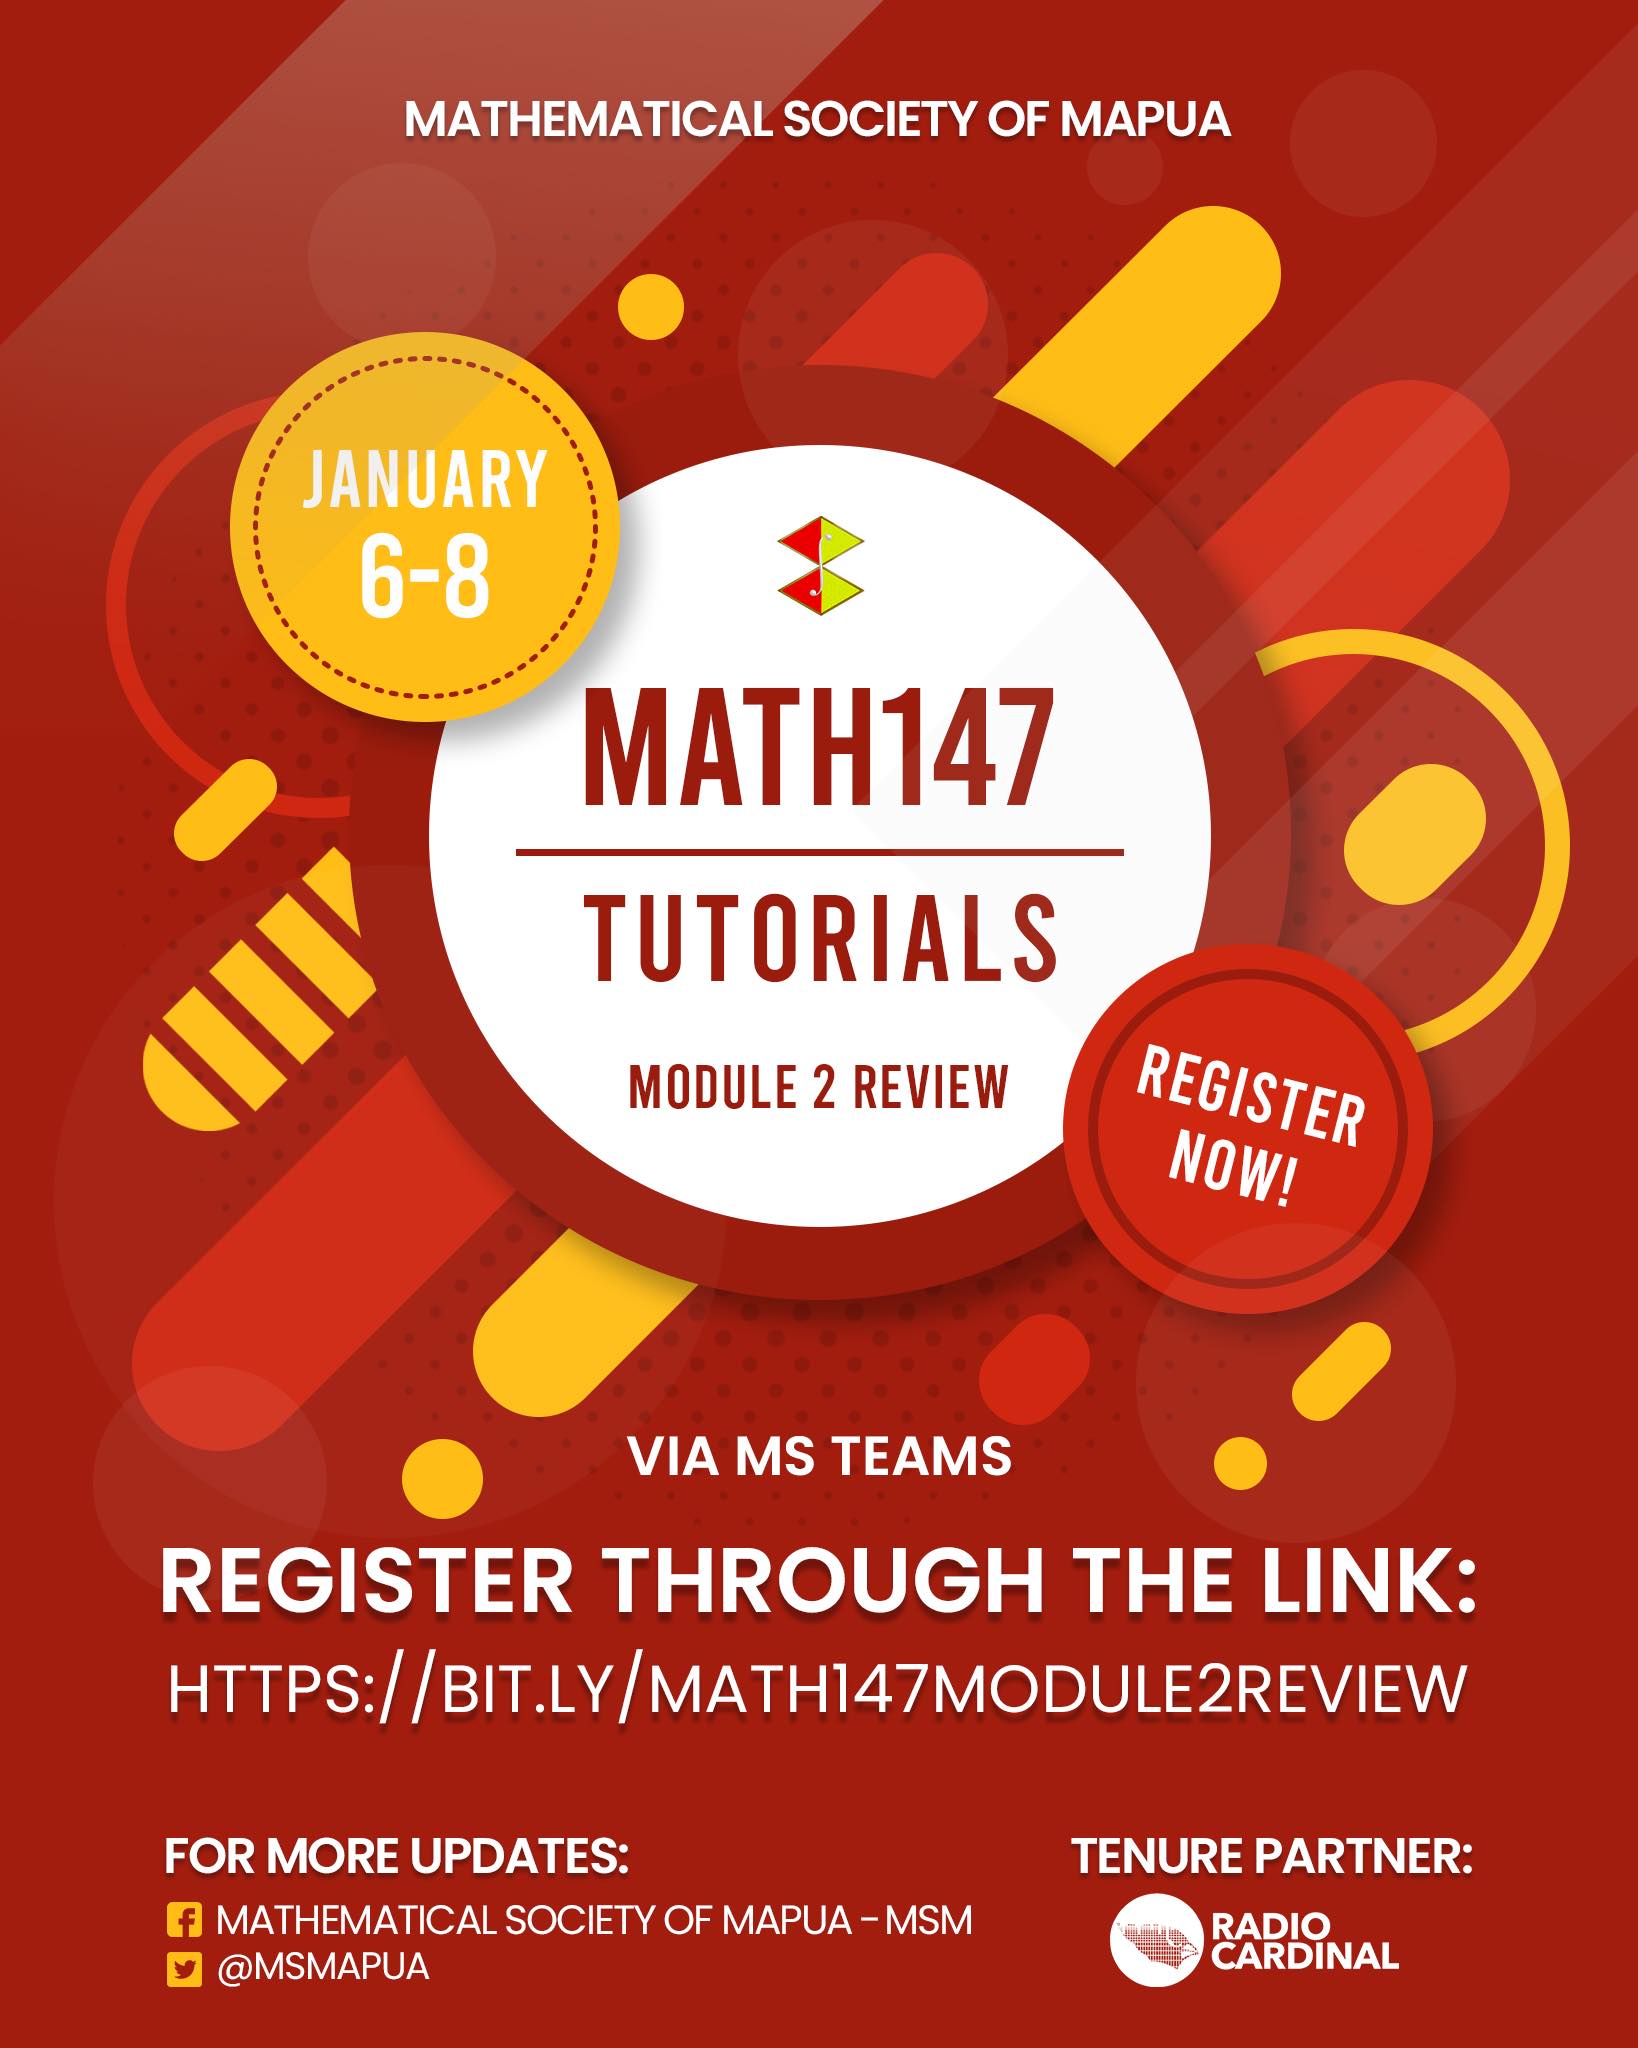 MATHEMATICAL SOCIETY OF MAPUA
JANUARY
6-8
MATH147
TUTORIALS
MODULE 2 REVIEW
REGISTER
NOW!
VIA MS TEAMS
REGISTER THROUGH THE LINK:
HTTPS://BIT.LY/MATH147MODULE2REVIEW
FOR MORE UPDATES:
MATHEMATICAL SOCIETY OF MAPUA - MSM
@MSMAPUA
TENURE PARTNER:
RADIO
CARDINAL